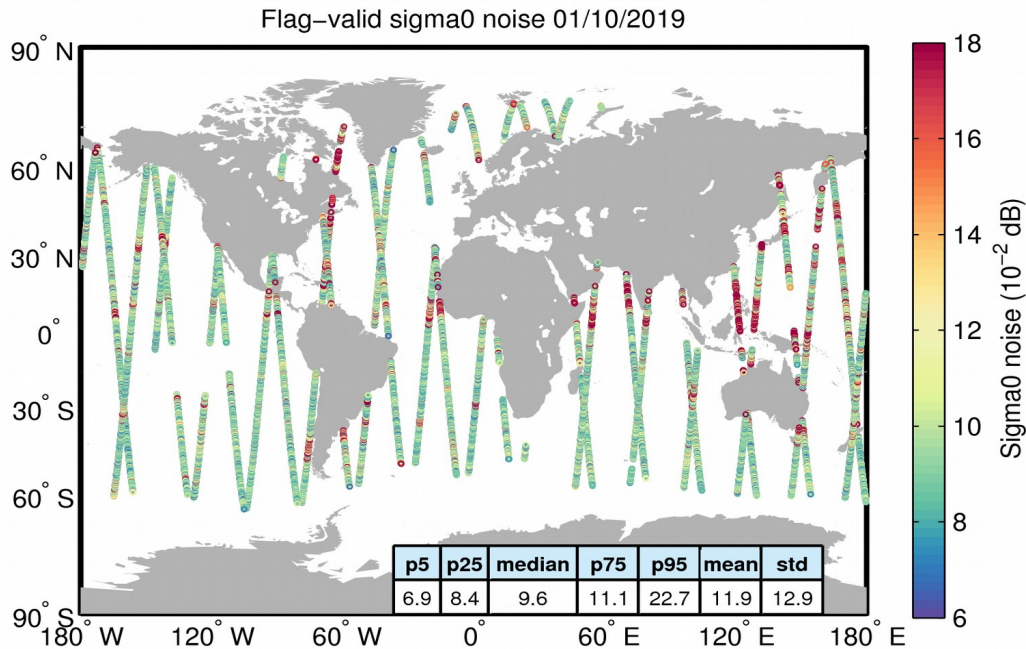 Flag−valid sigma0 noise 01/10/2019
90° N
60° N
30° N
0°
30° S
60° S
90° S
180° W 120° W 60° W 0° 60° E 120° E 180° E
p5 p25 median p75 p95 mean std
6.9 8.4 9.6 11.1 22.7 11.9 12.9
18
16
14
12
10
8
6
Sigma0 noise (10⁻² dB)